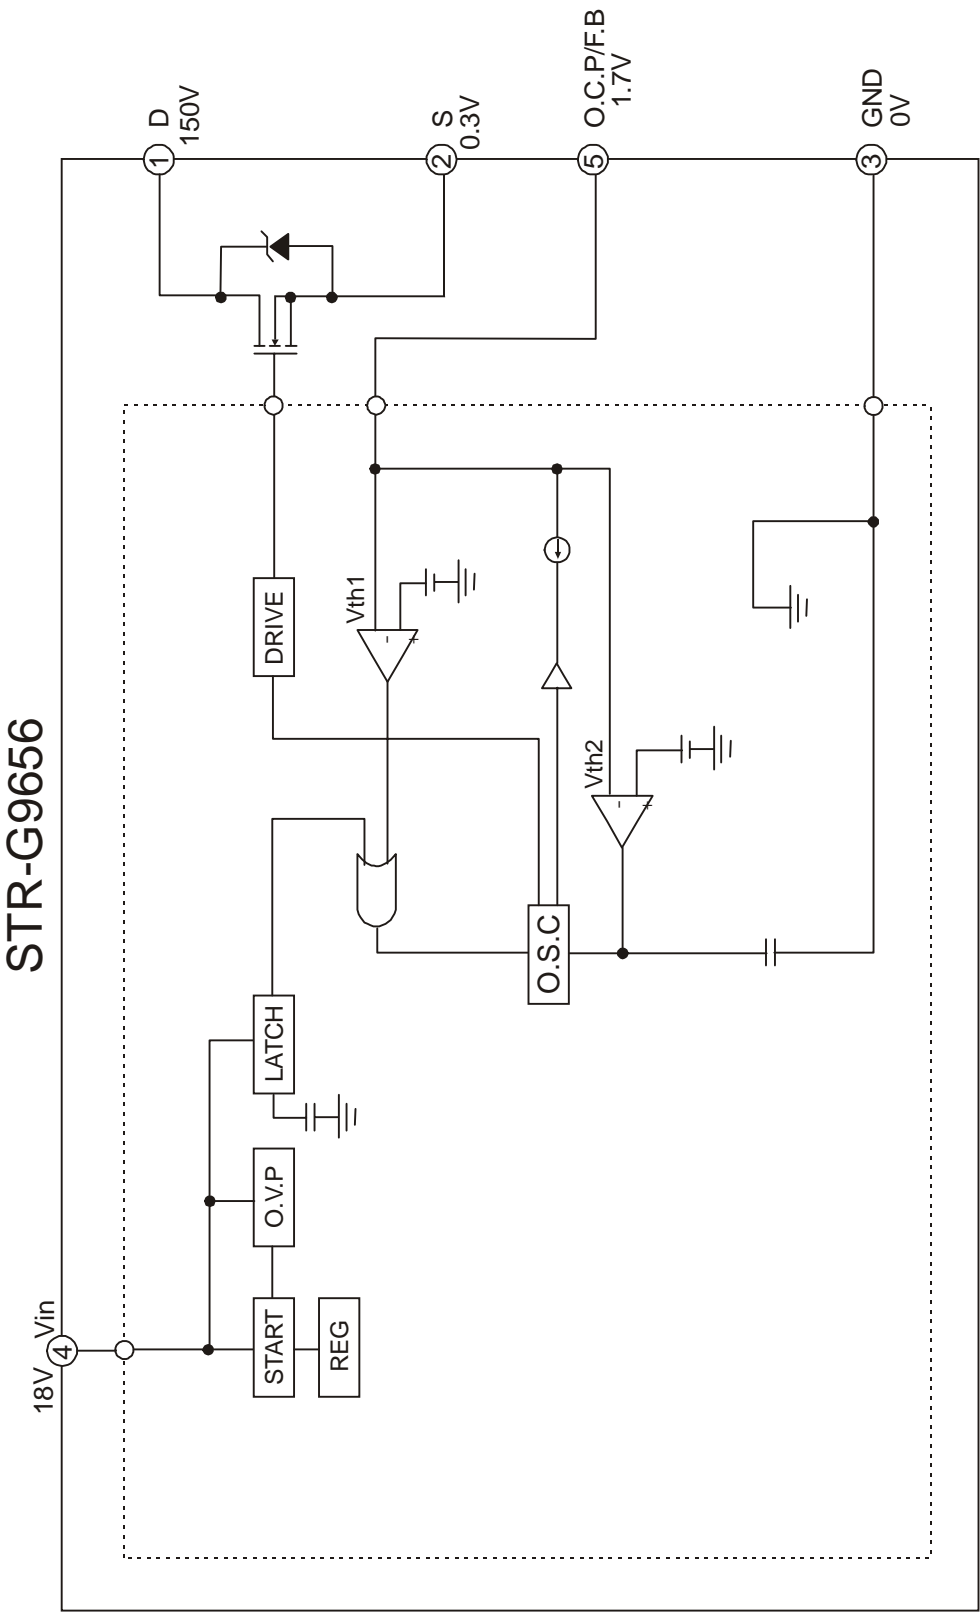 STR-G9656
4
Vin
18V
START
REG
O.V.P
LATCH
DRIVE
Vth1
−
+
O.S.C
Vth2
−
+
1
D
150V
2
S
0.3V
5
O.C.P/F.B
1.7V
3
GND
0V